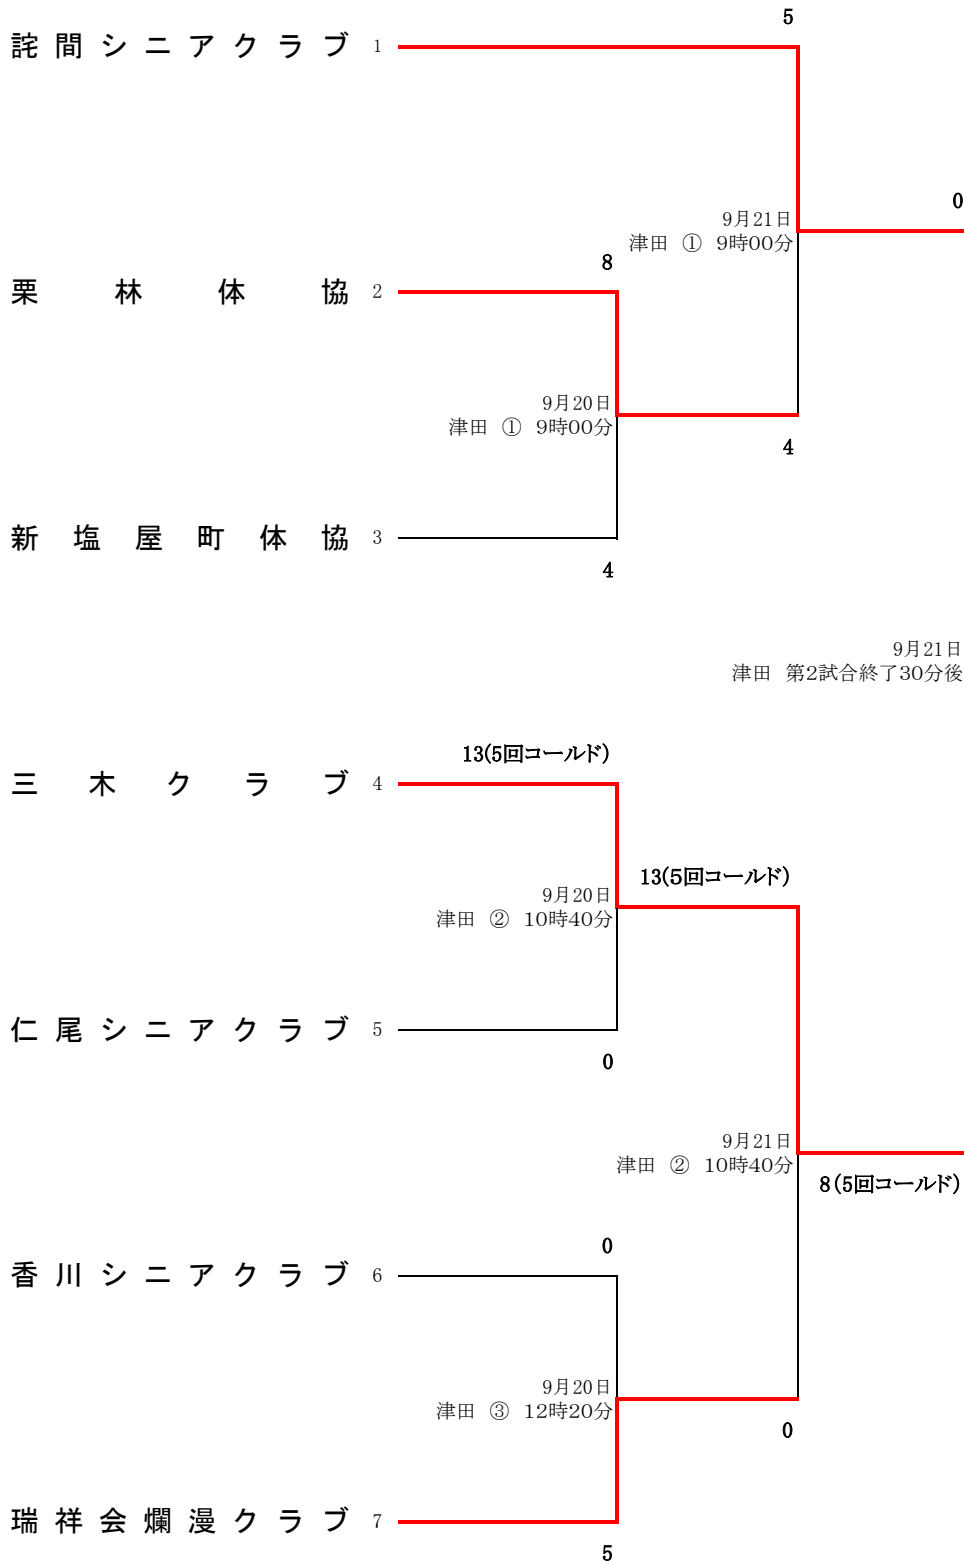 5
詫間シニアクラブ 1
0
9月21日
津田 ① 9時00分
8
栗林体協 2
9月20日
津田 ① 9時00分
4
新塩屋町体協 3
4
9月21日
津田 第2試合終了30分後
13(5回コールド)
三木クラブ 4
13(5回コールド)
9月20日
津田 ② 10時40分
仁尾シニアクラブ 5
0
9月21日
津田 ② 10時40分
8(5回コールド)
0
香川シニアクラブ 6
9月20日
津田 ③ 12時20分
0
瑞祥会爛漫クラブ 7
5